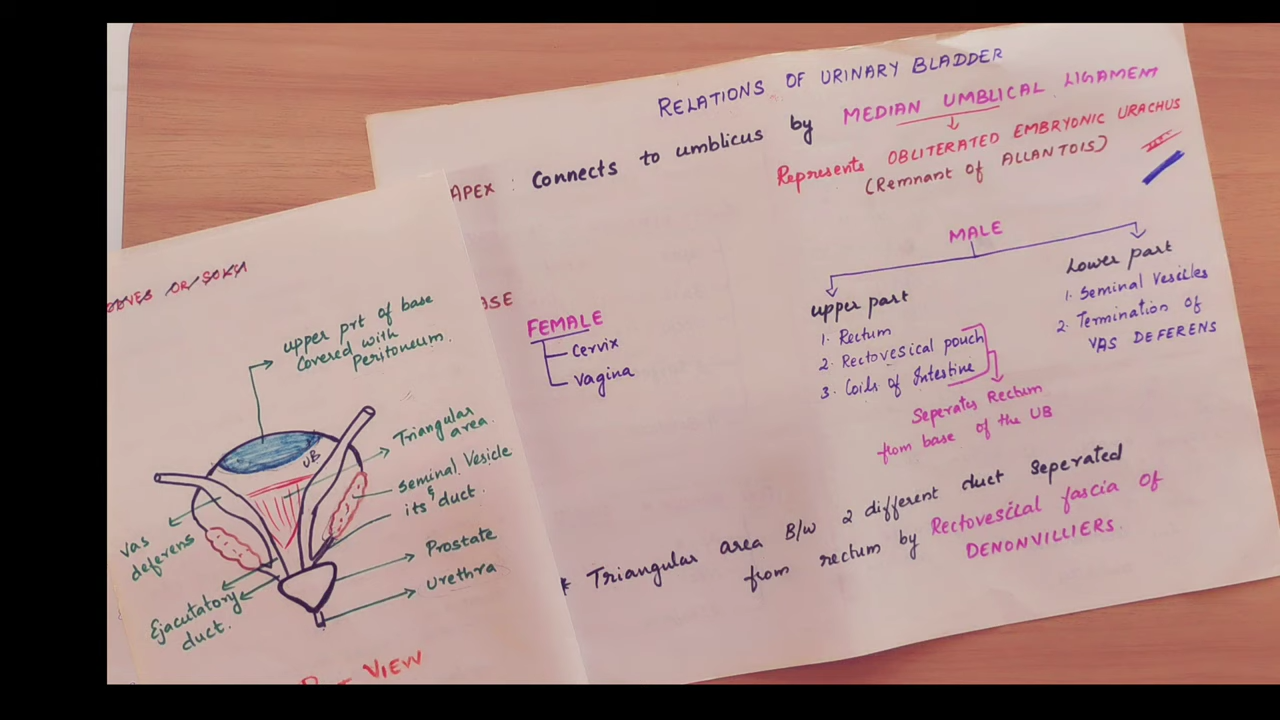 RELATIONS OF URINARY BLADDER
APEX : Connects to umblicus by MEDIAN UMBLICAL LIGAMENT
Represents OBLITERATED EMBRYONIC URACHUS
(Remnant of ALLANTOIS)
ASE
FEMALE
Cervix
Vagina
MALE
upper part
1. Rectum
2. Rectovesical pouch
3. Coils of Intestine
Seperates Rectum
from base of the UB
Lower part
1. Seminal Vesicles
2. Termination of
VAS DEFERENS
* Triangular area B/w 2 different duct seperated
from rectum by Rectovesical fascia of
DENONVILLIERS.
upper prt of base
Covered with
Peritoneum.
UB
Triangular
area.
Seminal Vesicle
& its duct.
Prostate
Urethra
Vas
deferens
Ejaculatory
duct.
VIEW